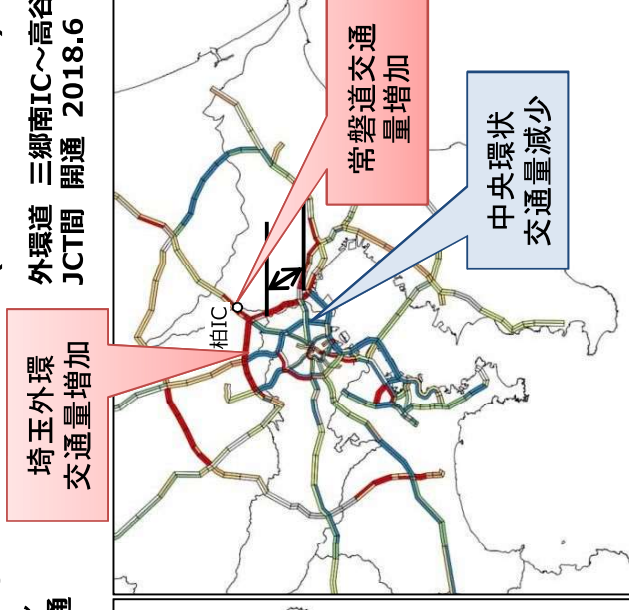 外環道 三郷南IC～高谷
JCT間 開通 2018.6
埼玉外環
交通量増加
常磐道交通
量増加
中央環状
交通量減少
柏IC
通